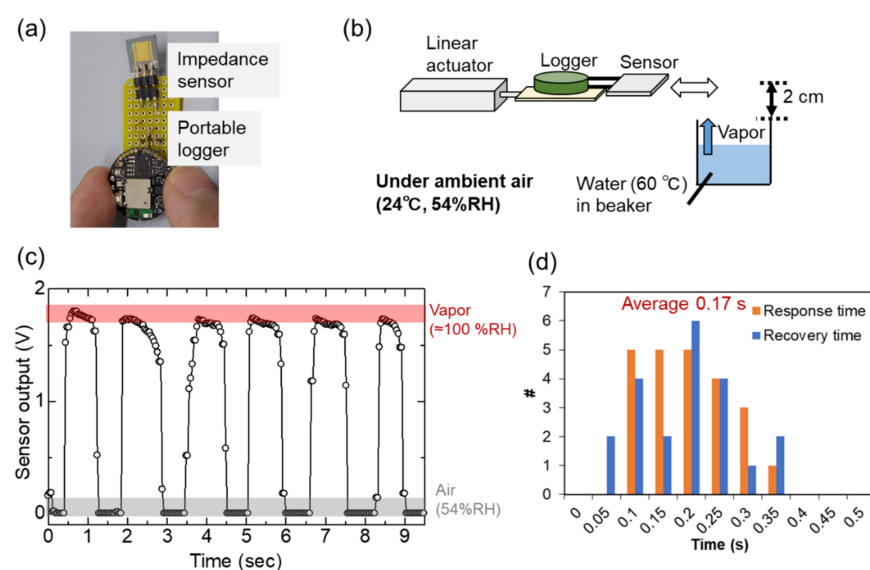 (a)
Impedance
sensor
Portable
logger
(b)
Linear
actuator
Logger
Sensor
2 cm
Vapor
Water (60 °C)
in beaker
Under ambient air
(24°C, 54%RH)
(c)
2
1
0
Sensor output (V)
0 1 2 3 4 5 6 7 8 9
Time (sec)
Vapor
(≈100 %RH)
Air
(54%RH)
(d)
Average 0.17 s
Response time
Recovery time
7
6
5
4
3
2
1
0
#
0 0.05 0.1 0.15 0.2 0.25 0.3 0.35 0.4 0.45 0.5
Time (s)